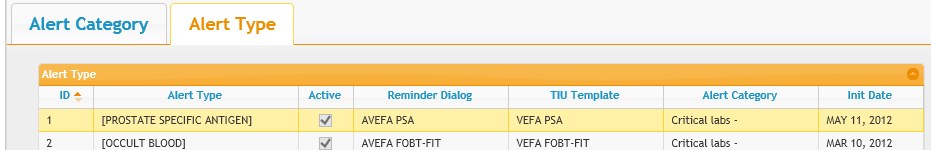 Alert Category Alert Type
Alert Type
ID Alert Type Active Reminder Dialog TIU Template Alert Category Init Date
1 [PROSTATE SPECIFIC ANTIGEN] AVEFA PSA VEFA PSA Critical labs - MAY 11, 2012
2 [OCCULT BLOOD] AVEFA FOBT-FIT VEFA FOBT-FIT Critical labs - MAR 10, 2012